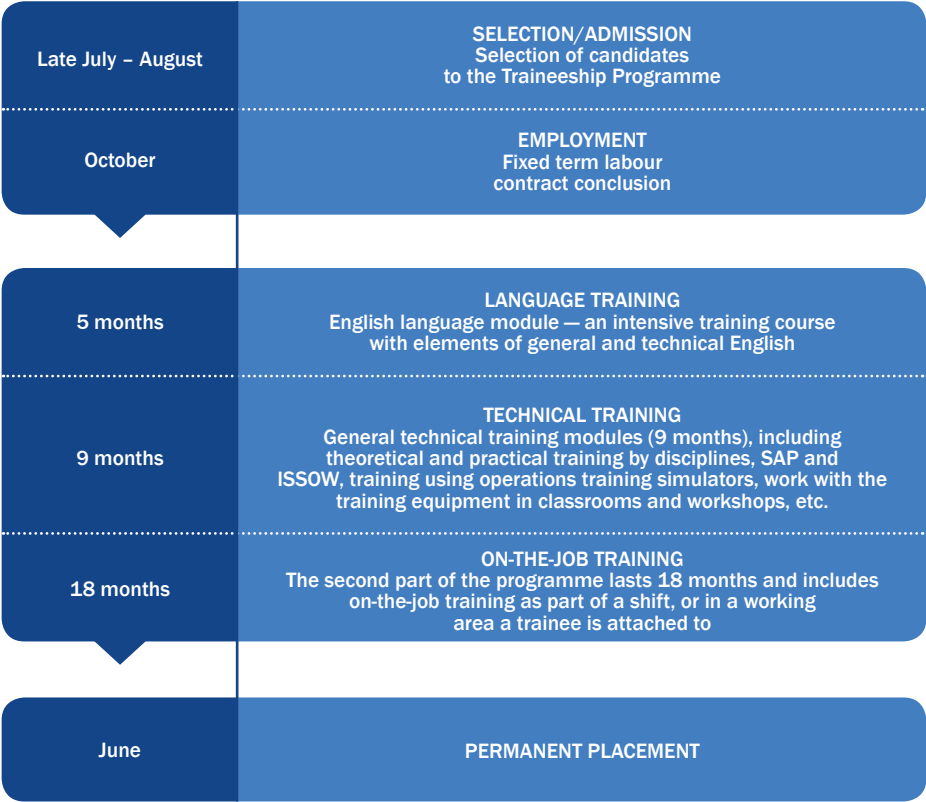 Late July – August
SELECTION/ADMISSION
Selection of candidates
to the Traineeship Programme
October
EMPLOYMENT
Fixed term labour
contract conclusion
5 months
LANGUAGE TRAINING
English language module — an intensive training course
with elements of general and technical English
9 months
TECHNICAL TRAINING
General technical training modules (9 months), including
theoretical and practical training by disciplines, SAP and
ISSOW, training using operations training simulators, work with the
training equipment in classrooms and workshops, etc.
18 months
ON-THE-JOB TRAINING
The second part of the programme lasts 18 months and includes
on-the-job training as part of a shift, or in a working
area a trainee is attached to
June
PERMANENT PLACEMENT